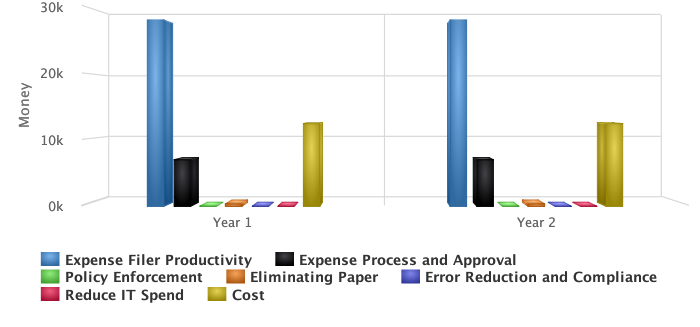 30k
20k
10k
0k
Money
Year 1
Year 2
Expense Filer Productivity
Expense Process and Approval
Policy Enforcement
Eliminating Paper
Error Reduction and Compliance
Reduce IT Spend
Cost